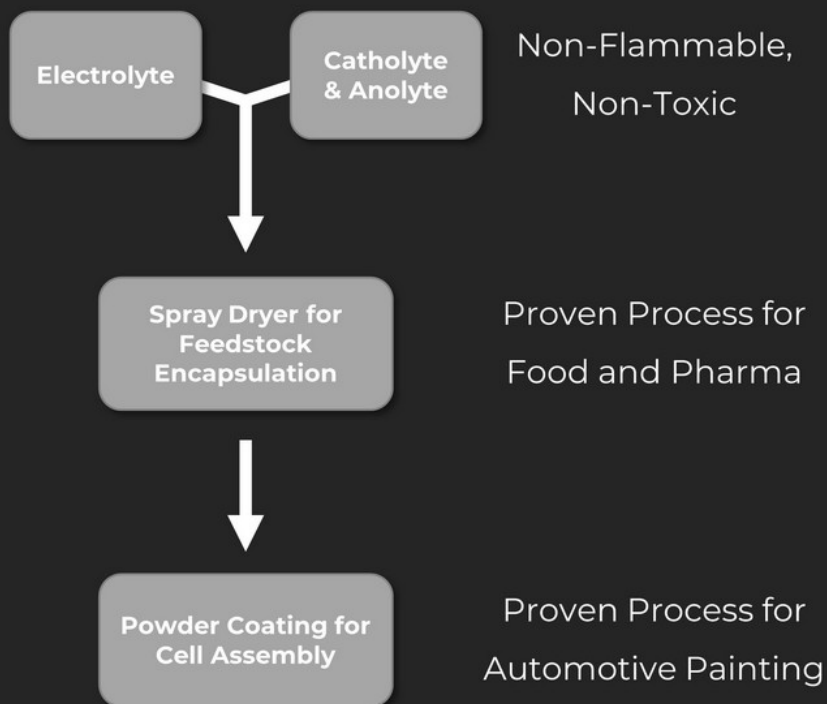 Electrolyte
Catholyte
& Anolyte
Non-Flammable,
Non-Toxic
Spray Dryer for
Feedstock
Encapsulation
Proven Process for
Food and Pharma
Powder Coating for
Cell Assembly
Proven Process for
Automotive Painting